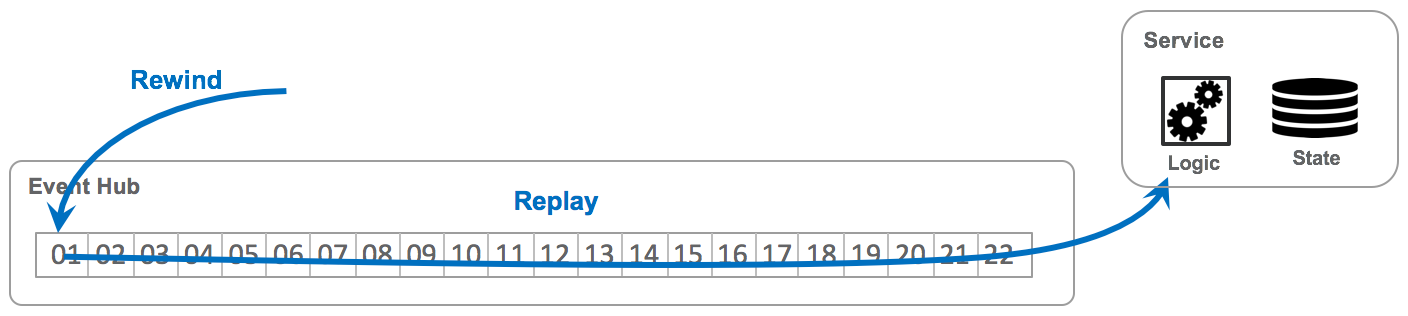 Service
Rewind
Logic
State
Event Hub
Replay
01 02 03 04 05 06 07 08 09 10 11 12 13 14 15 16 17 18 19 20 21 22